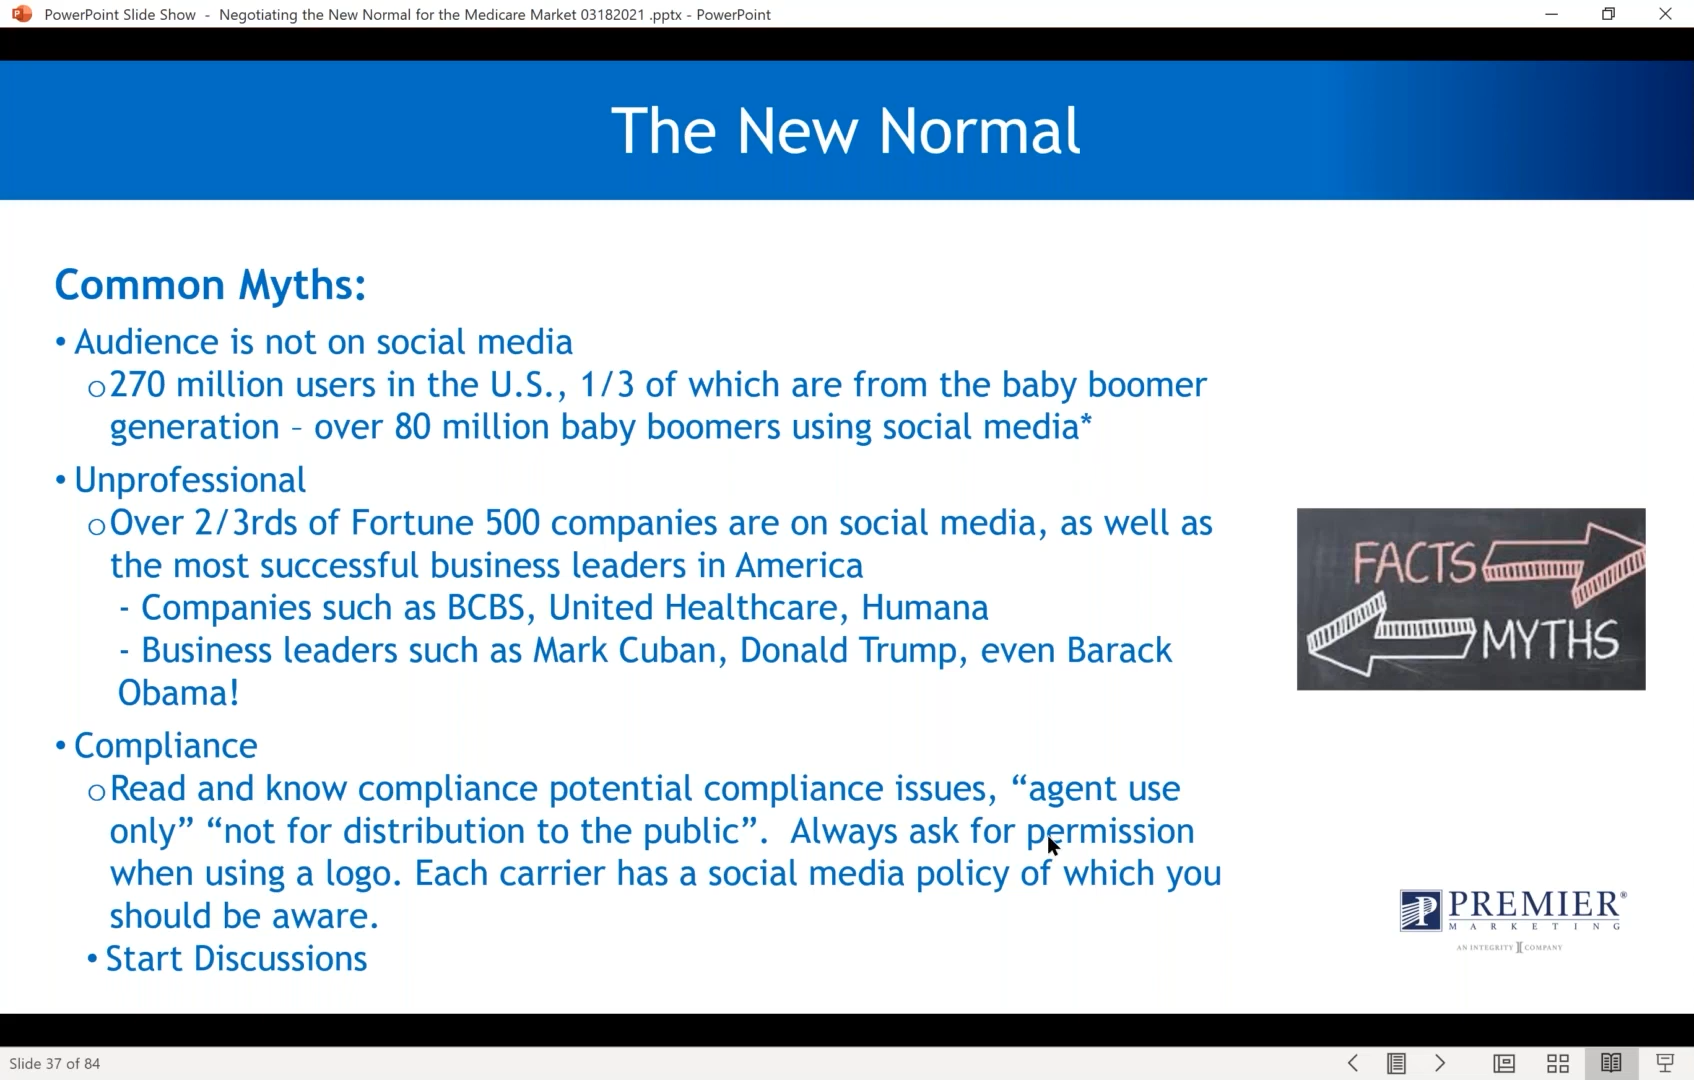 PowerPoint Slide Show - Negotiating the New Normal for the Medicare Market 03182021 .pptx - PowerPoint
The New Normal
Common Myths:
• Audience is not on social media
o270 million users in the U.S., 1/3 of which are from the baby boomer
generation – over 80 million baby boomers using social media*
• Unprofessional
oOver 2/3rds of Fortune 500 companies are on social media, as well as
the most successful business leaders in America
- Companies such as BCBS, United Healthcare, Humana
- Business leaders such as Mark Cuban, Donald Trump, even Barack
Obama!
• Compliance
oRead and know compliance potential compliance issues, “agent use
only” “not for distribution to the public”.  Always ask for permission
when using a logo. Each carrier has a social media policy of which you
should be aware.
• Start Discussions
FACTS
MYTHS
PREMIER®
MARKETING
AN INTEGRITY COMPANY
Slide 37 of 84